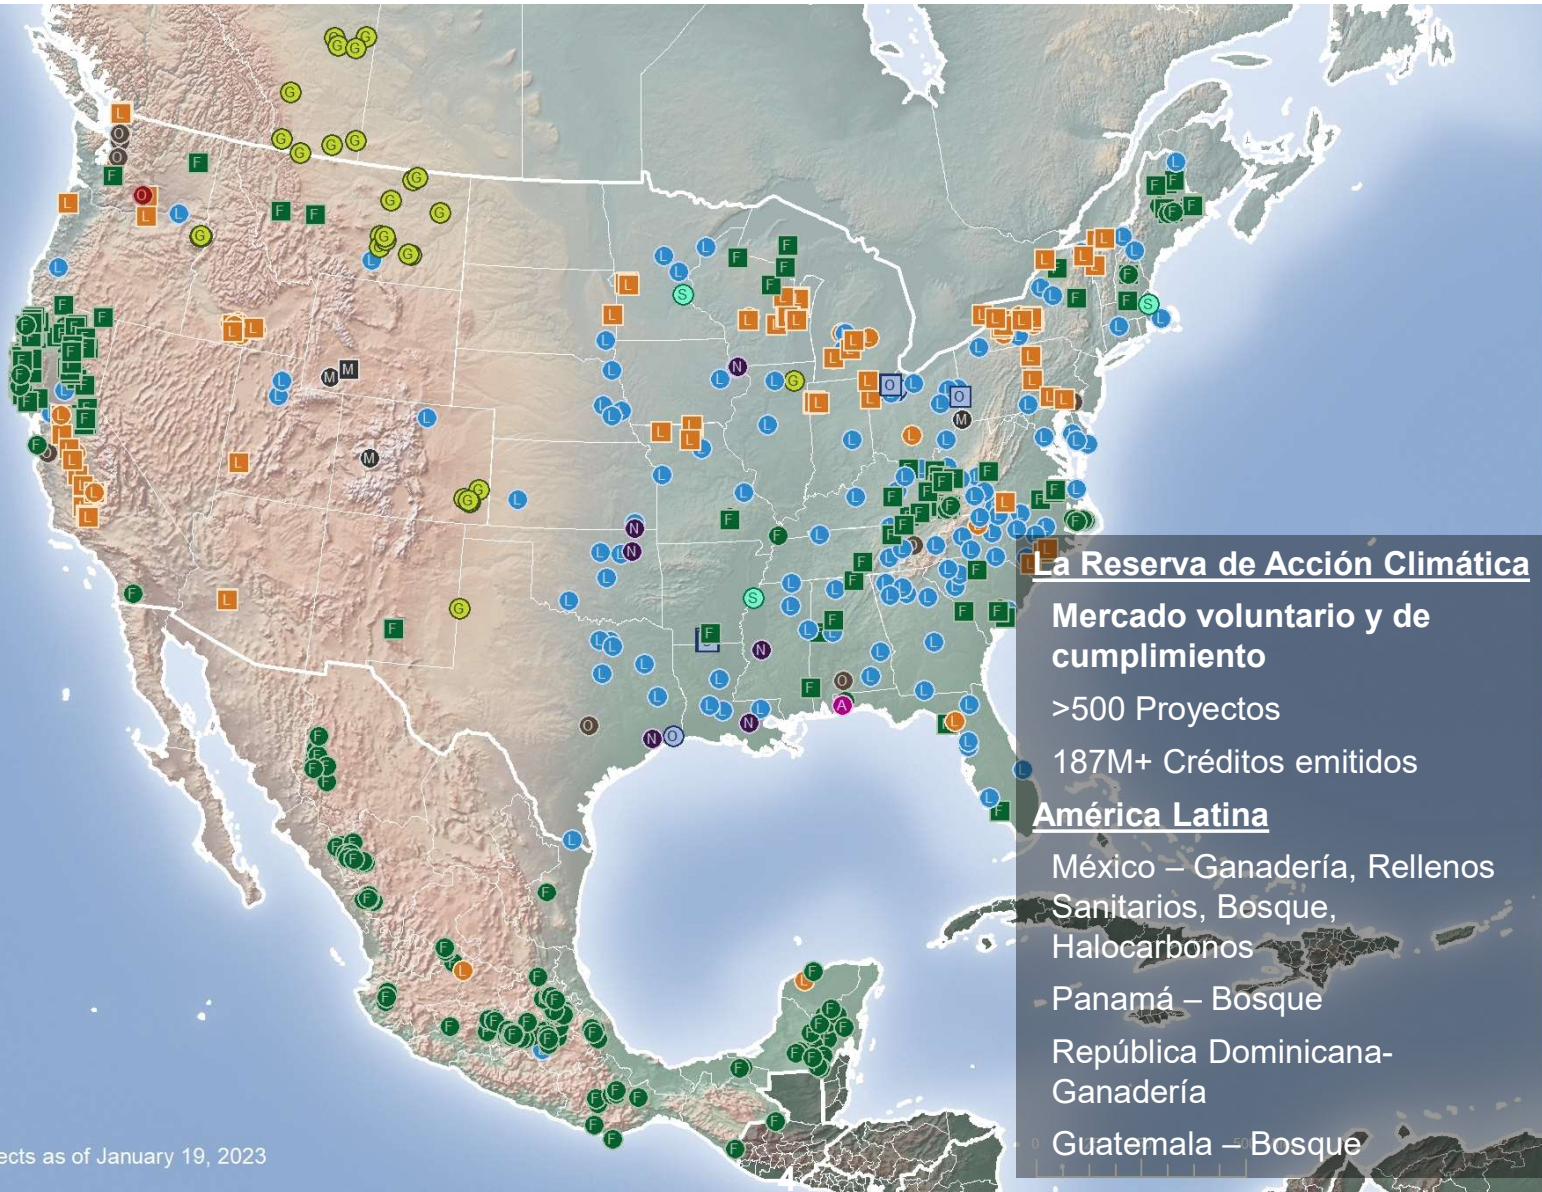 La Reserva de Acción Climática
Mercado voluntario y de
cumplimiento
>500 Proyectos
187M+ Créditos emitidos
América Latina
México – Ganadería, Rellenos
Sanitarios, Bosque,
Halocarbonos
Panamá – Bosque
República Dominicana-
Ganadería
Guatemala – Bosque
ects as of January 19, 2023
4